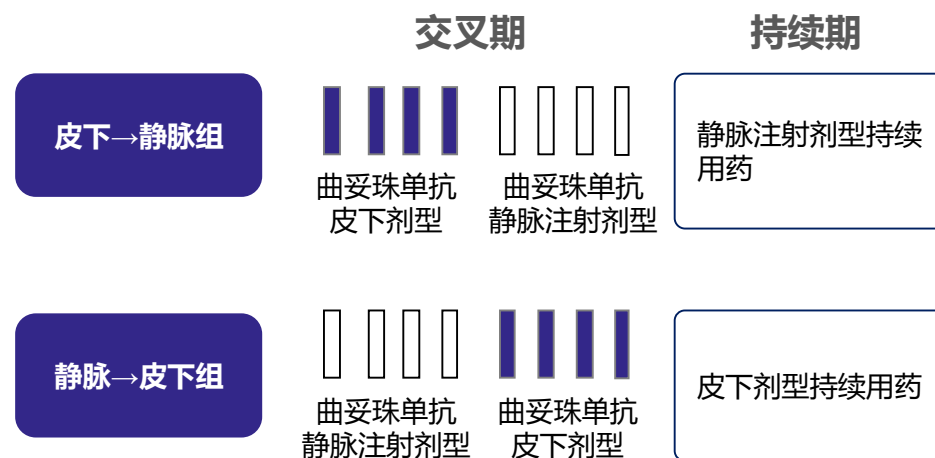 交叉期
持续期
皮下→静脉组
曲妥珠单抗
皮下剂型
曲妥珠单抗
静脉注射剂型
静脉注射剂型持续
用药
静脉→皮下组
曲妥珠单抗
静脉注射剂型
曲妥珠单抗
皮下剂型
皮下剂型持续用药